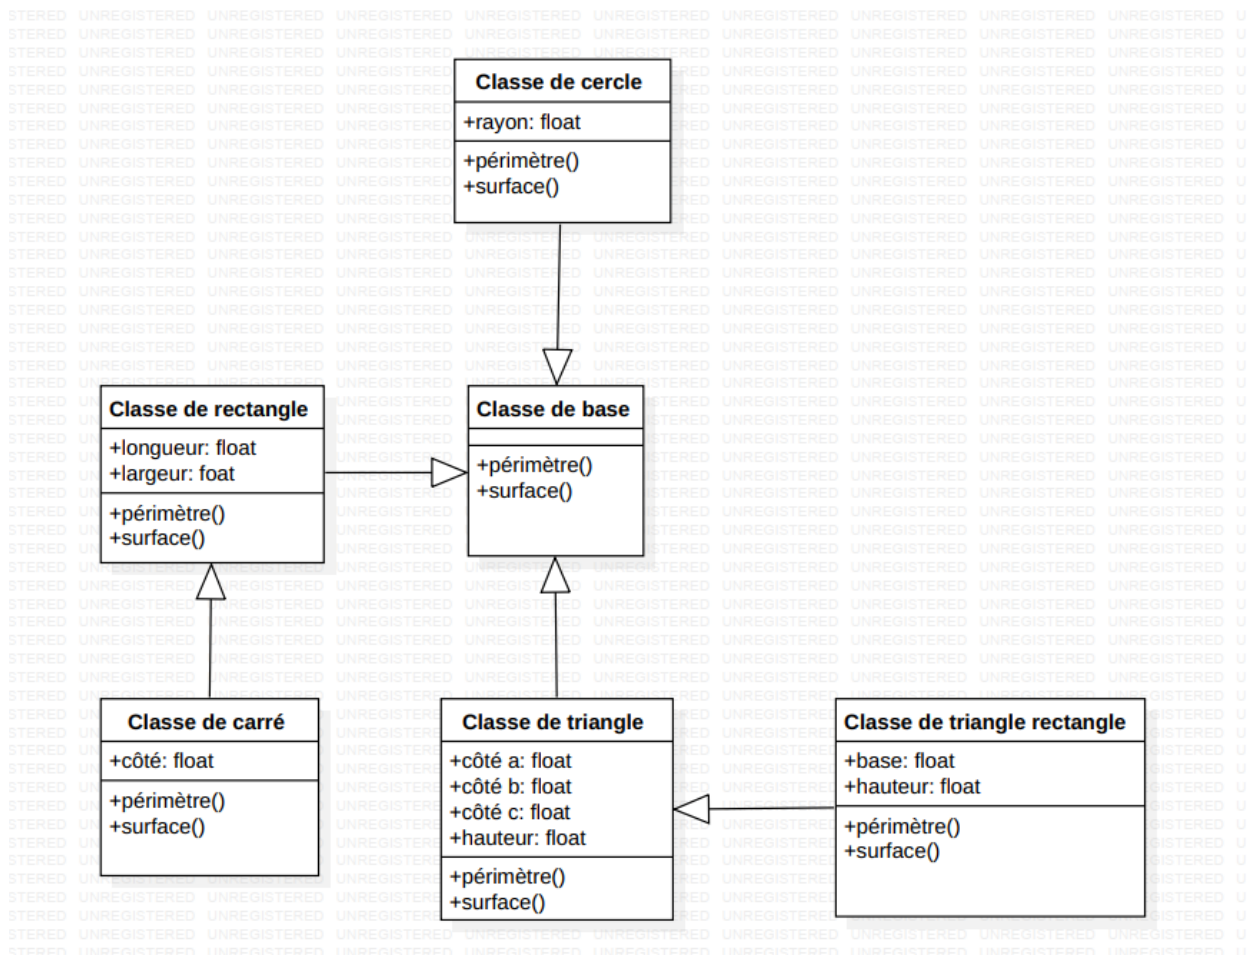 Classe de cercle
+rayon: float
+périmètre()
+surface()
Classe de rectangle
+longueur: float
+largeur: foat
+périmètre()
+surface()
Classe de base
+périmètre()
+surface()
Classe de carré
+côté: float
+périmètre()
+surface()
Classe de triangle
+côté a: float
+côté b: float
+côté c: float
+hauteur: float
+périmètre()
+surface()
Classe de triangle rectangle
+base: float
+hauteur: float
+périmètre()
+surface()
UNREGISTERED